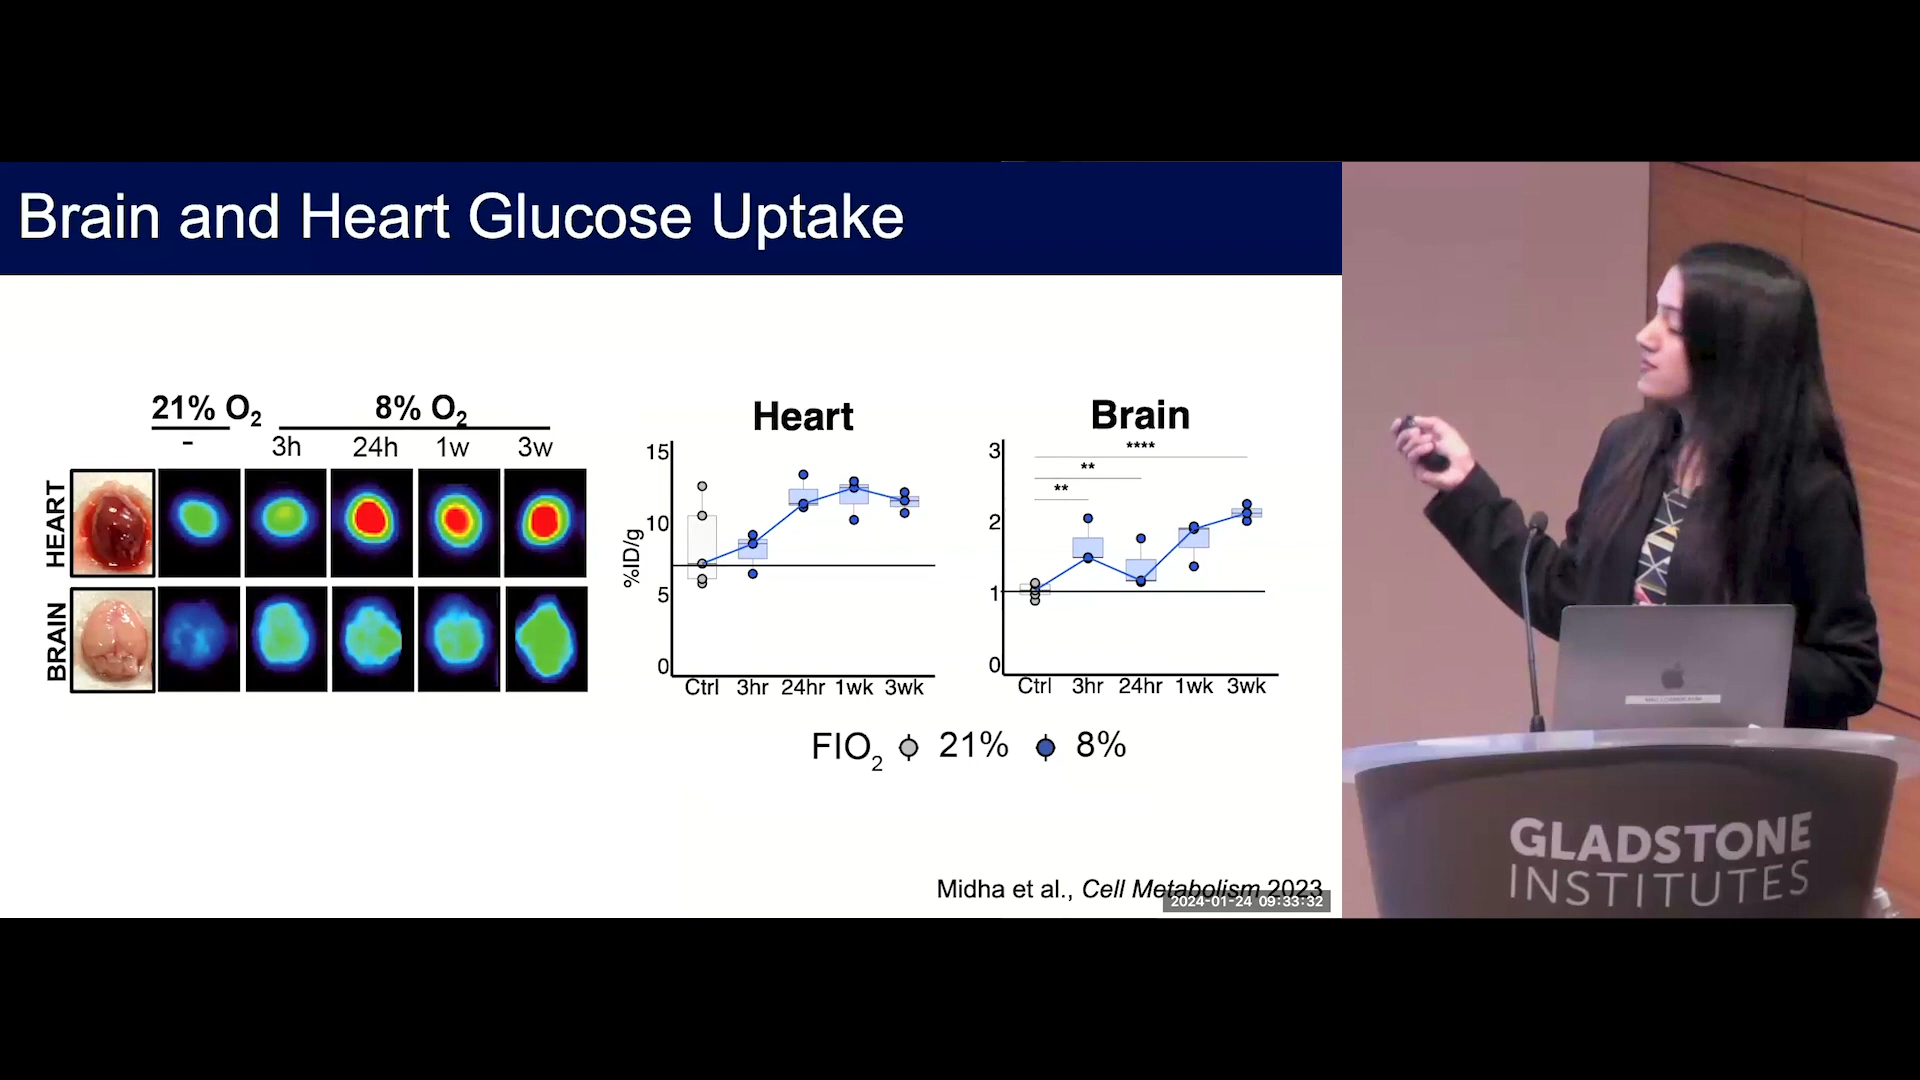 Brain and Heart Glucose Uptake
21% O2
8% O2
-
3h
24h
1w
3w
HEART
BRAIN
Heart
%ID/g
15
10
5
0
Ctrl
3hr
24hr
1wk
3wk
Brain
****
**
**
3
2
1
0
Ctrl
3hr
24hr
1wk
3wk
FIO2
21%
8%
Midha et al., Cell Metabolism 2023
2024-01-24 09:33:32
GLADSTONE
INSTITUTES